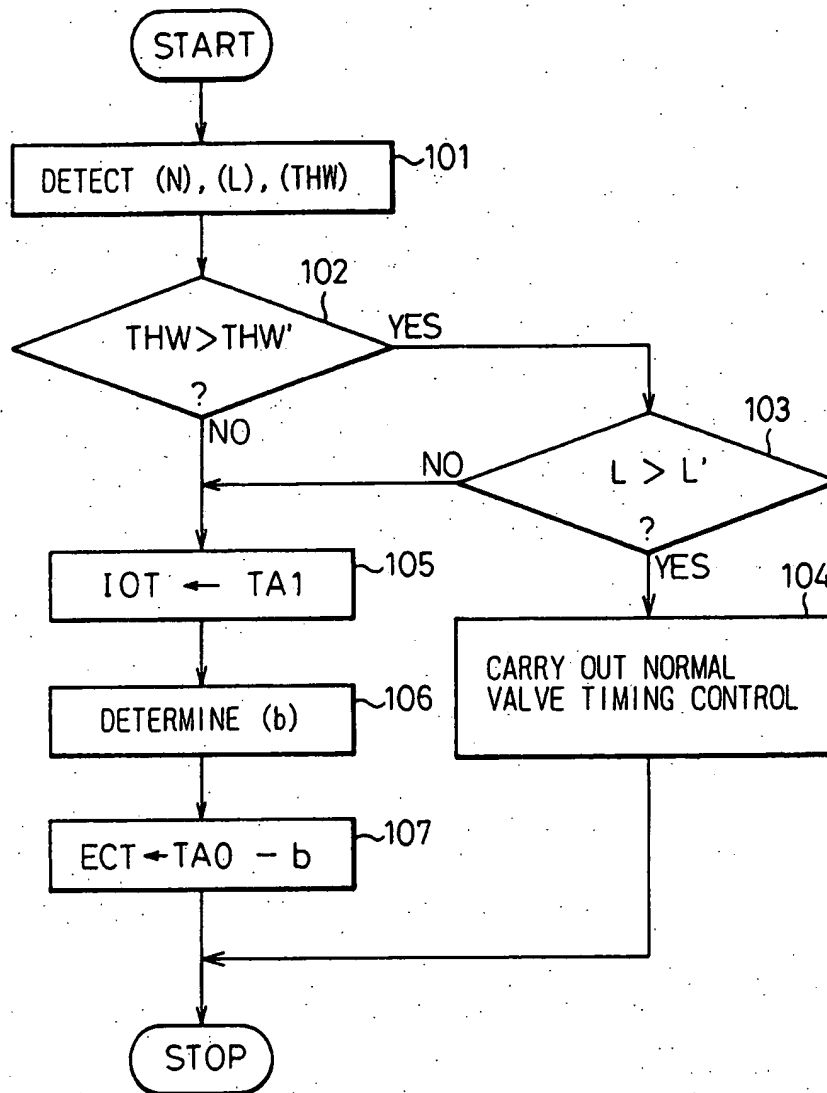 START
DETECT (N), (L), (THW)
101
102
THW>THW'
?
YES
NO
103
L > L'
?
NO
YES
104
CARRY OUT NORMAL
VALVE TIMING CONTROL
IOT ← TA1
105
DETERMINE (b)
106
ECT←TA0 - b
107
STOP